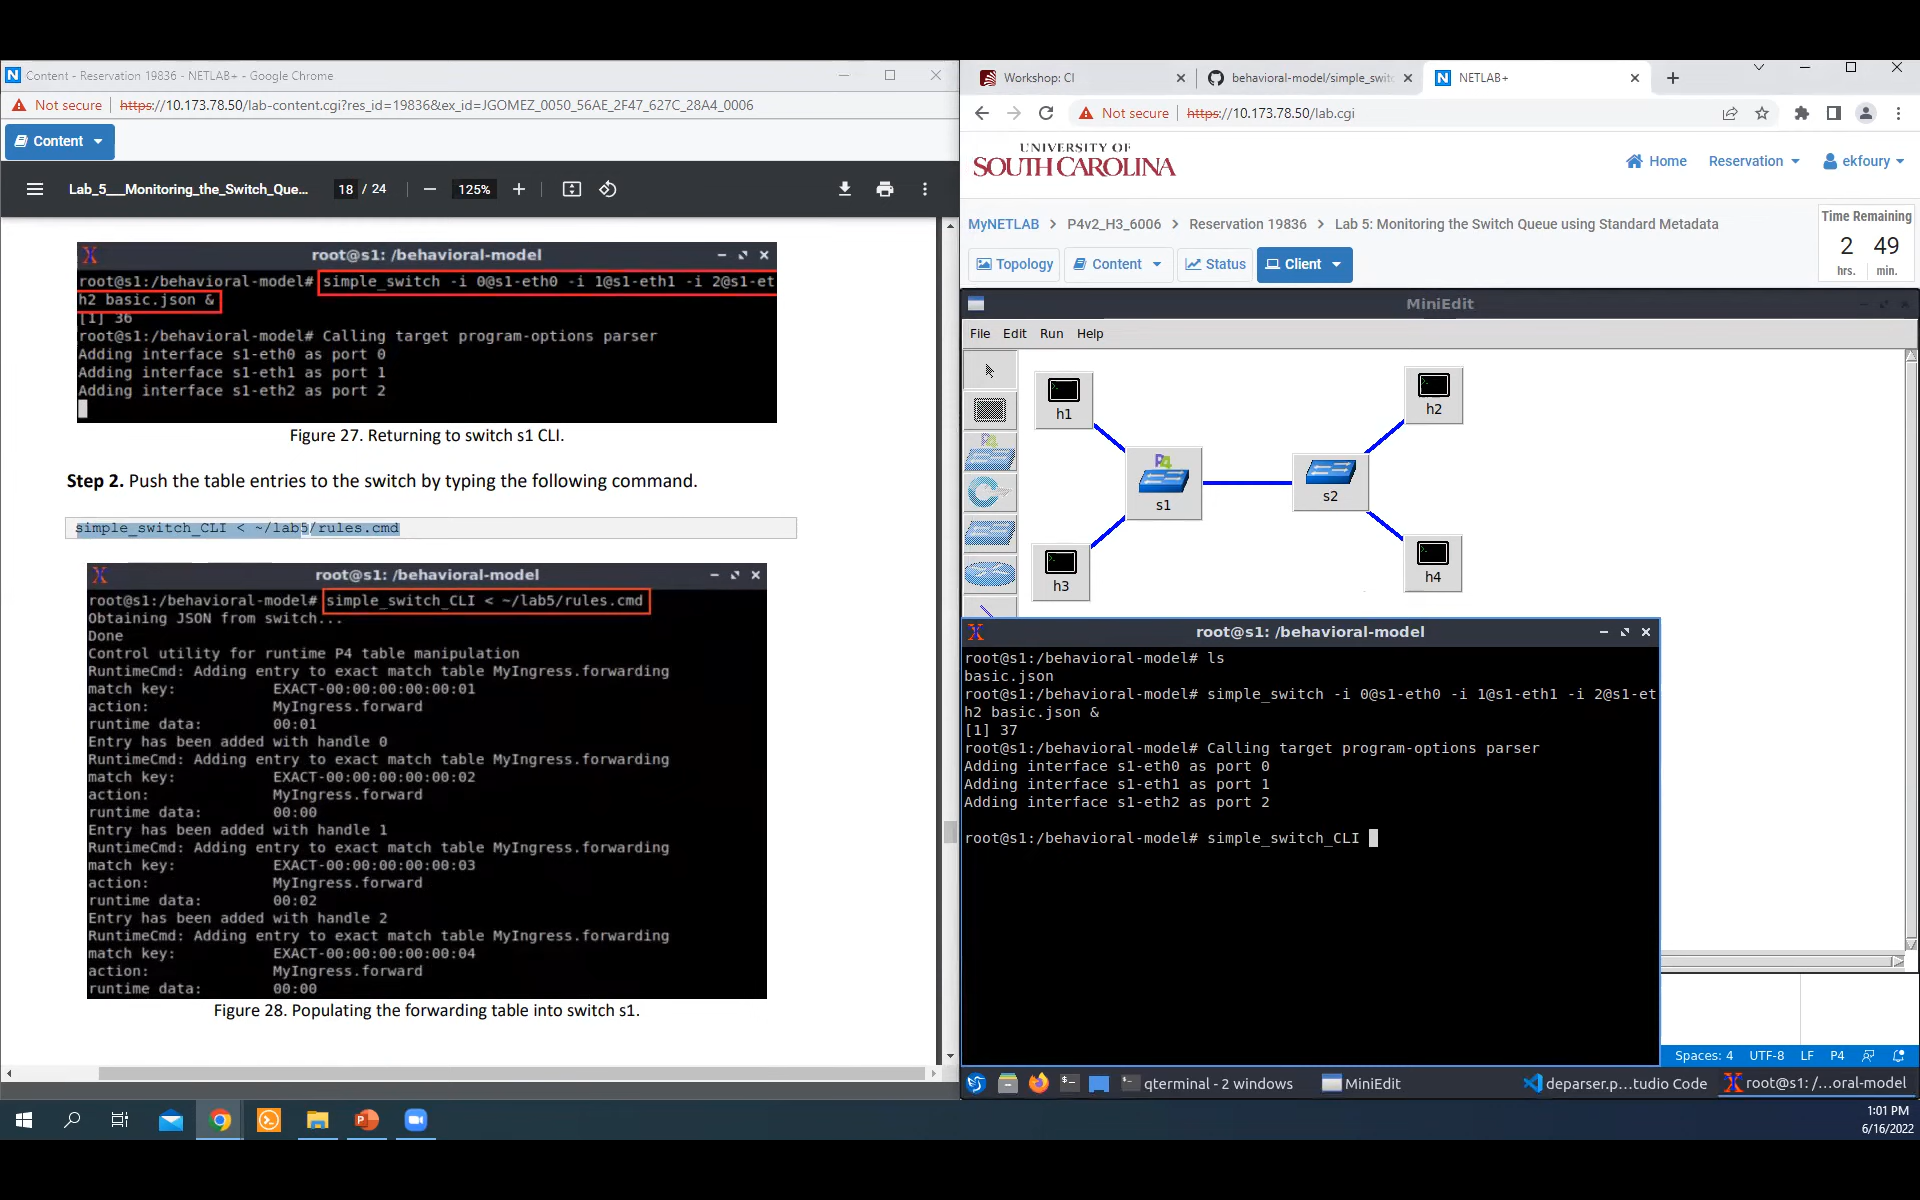 Content - Reservation 19836 - NETLAB+ - Google Chrome
Not secure https://10.173.78.50/lab-content.cgi?res_id=19836&ex_id=JGOMEZ_0050_56AE_2F47_627C_28A4_0006
Content
Lab_5__Monitoring_the_Switch_Que... 18 / 24 125%
root@s1: /behavioral-model
root@s1:/behavioral-model# simple_switch -i 0@s1-eth0 -i 1@s1-eth1 -i 2@s1-et
h2 basic.json &
[1] 36
root@s1:/behavioral-model# Calling target program-options parser
Adding interface s1-eth0 as port 0
Adding interface s1-eth1 as port 1
Adding interface s1-eth2 as port 2
Figure 27. Returning to switch s1 CLI.
Step 2. Push the table entries to the switch by typing the following command.
simple_switch_CLI < ~/lab5/rules.cmd
root@s1: /behavioral-model
root@s1:/behavioral-model# simple_switch_CLI < ~/lab5/rules.cmd
Obtaining JSON from switch...
Done
Control utility for runtime P4 table manipulation
RuntimeCmd: Adding entry to exact match table MyIngress.forwarding
match key: EXACT-00:00:00:00:00:01
action: MyIngress.forward
runtime data: 00:01
Entry has been added with handle 0
RuntimeCmd: Adding entry to exact match table MyIngress.forwarding
match key: EXACT-00:00:00:00:00:02
action: MyIngress.forward
runtime data: 00:00
Entry has been added with handle 1
RuntimeCmd: Adding entry to exact match table MyIngress.forwarding
match key: EXACT-00:00:00:00:00:03
action: MyIngress.forward
runtime data: 00:02
Entry has been added with handle 2
RuntimeCmd: Adding entry to exact match table MyIngress.forwarding
match key: EXACT-00:00:00:00:00:04
action: MyIngress.forward
runtime data: 00:00
Figure 28. Populating the forwarding table into switch s1.
Workshop: CI
behavioral-model/simple_swit
NETLAB+
Not secure https://10.173.78.50/lab.cgi
UNIVERSITY OF
SOUTH CAROLINA
Home Reservation ekfoury
MyNETLAB > P4v2_H3_6006 > Reservation 19836 > Lab 5: Monitoring the Switch Queue using Standard Metadata
Time Remaining
2 49
hrs. min.
Topology Content Status Client
MiniEdit
File Edit Run Help
h1
h2
P4
s1
s2
h3
h4
P4
root@s1: /behavioral-model
root@s1:/behavioral-model# ls
basic.json
root@s1:/behavioral-model# simple_switch -i 0@s1-eth0 -i 1@s1-eth1 -i 2@s1-et
h2 basic.json &
[1] 37
root@s1:/behavioral-model# Calling target program-options parser
Adding interface s1-eth0 as port 0
Adding interface s1-eth1 as port 1
Adding interface s1-eth2 as port 2
root@s1:/behavioral-model# simple_switch_CLI
Spaces: 4 UTF-8 LF P4
qterminal - 2 windows MiniEdit deparser.p...tudio Code root@s1: /...oral-model
1:01 PM
6/16/2022